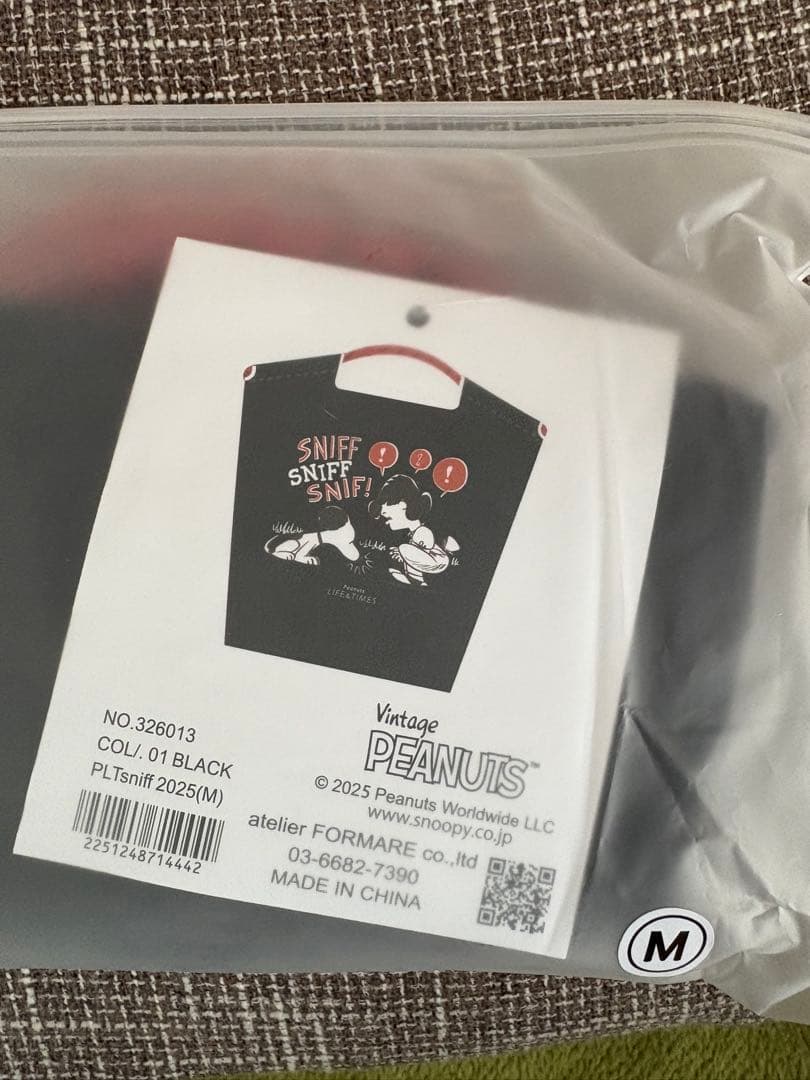 SNIFF
SNIFF
SNIF!
!
!
Peanuts
LIFE&TIMES
NO.326013
COL/. 01 BLACK
PLTsniff 2025(M)
2251248714442
Vintage
PEANUTS™
© 2025 Peanuts Worldwide LLC
www.snoopy.co.jp
atelier FORMARE co.,ltd
03-6682-7390
MADE IN CHINA
M